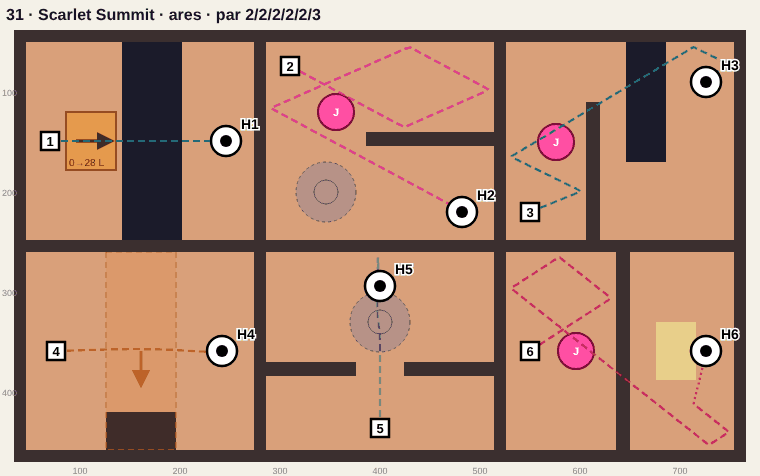 31 · Scarlet Summit · ares · par 2/2/2/2/2/3
2
H3
100
J
J
H1
1
0→28 L
200
H2
3
H5
300
H4
H6
4
6
J
400
5
100
200
300
400
500
600
700